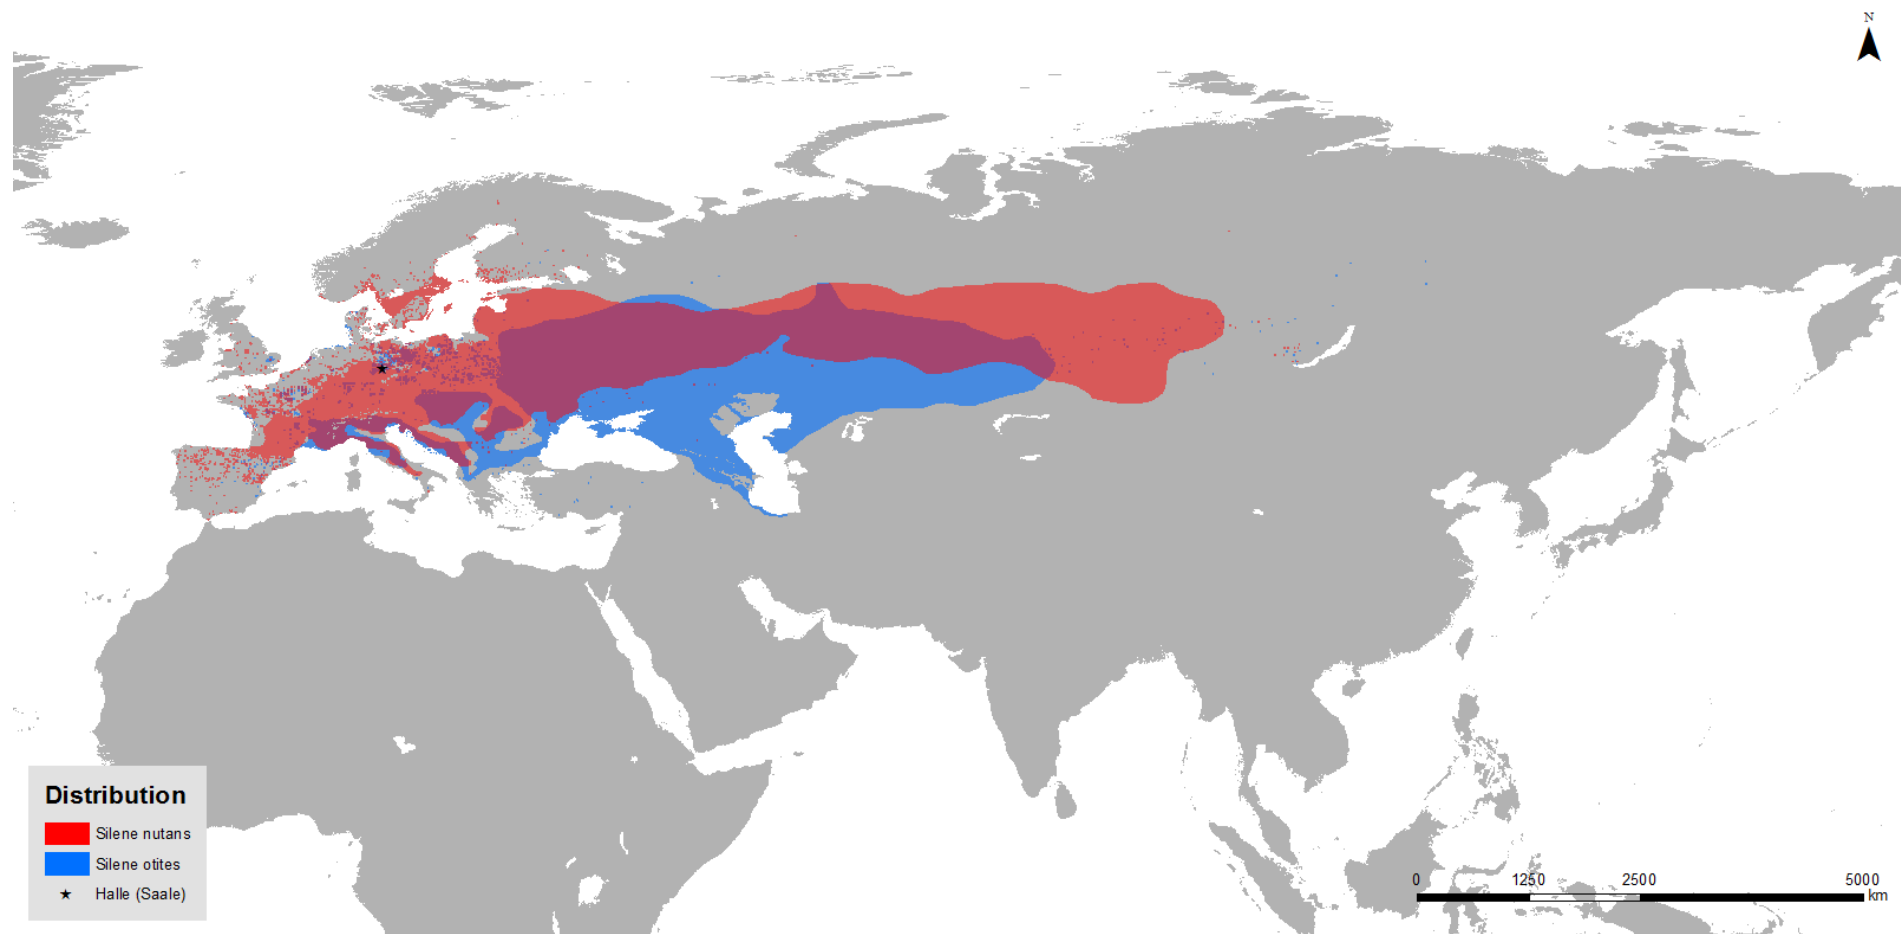 N
Distribution
Silene nutans
Silene otites
Halle (Saale)
0 1250 2500 5000
km